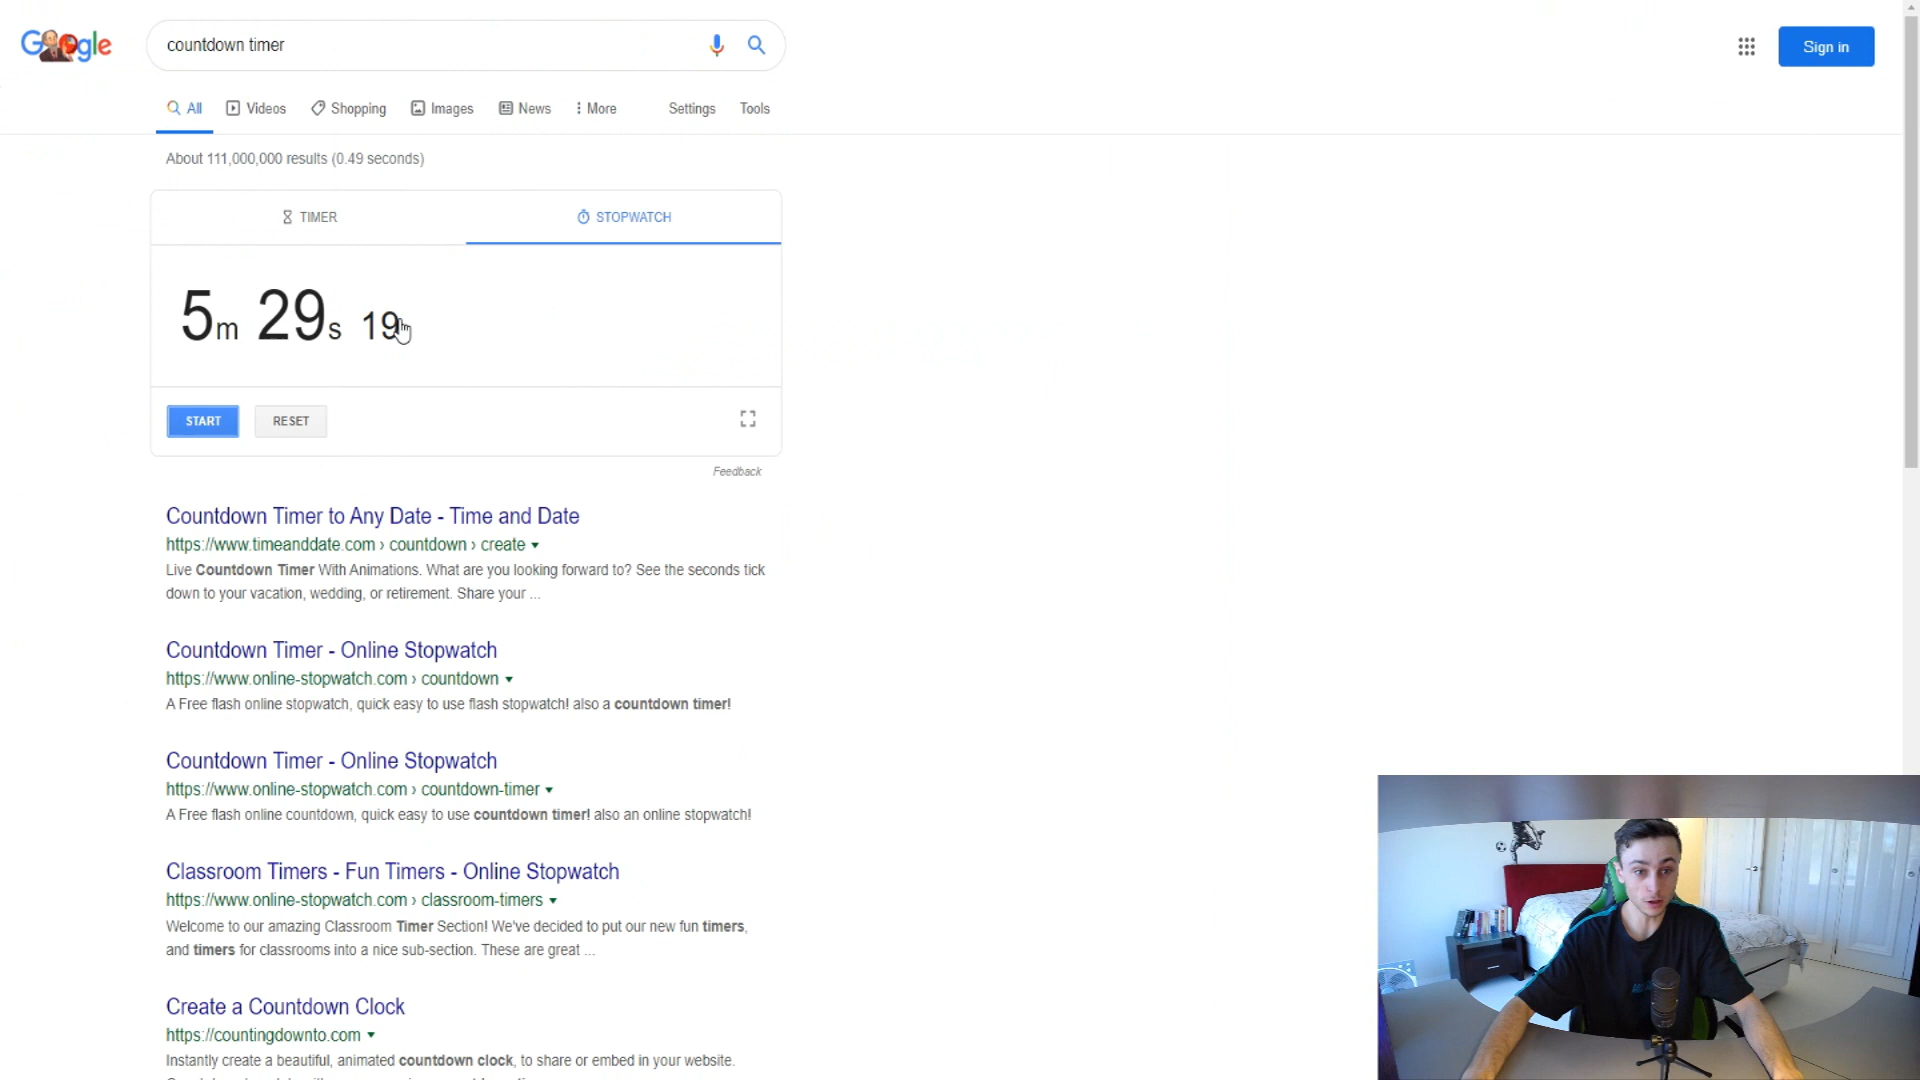 Google
countdown timer
Sign in
All Videos Shopping Images News More Settings Tools
About 111,000,000 results (0.49 seconds)
TIMER STOPWATCH
5m 29s 19
START RESET
Feedback
Countdown Timer to Any Date - Time and Date
https://www.timeanddate.com › countdown › create
Live Countdown Timer With Animations. What are you looking forward to? See the seconds tick
down to your vacation, wedding, or retirement. Share your ...
Countdown Timer - Online Stopwatch
https://www.online-stopwatch.com › countdown
A Free flash online stopwatch, quick easy to use flash stopwatch! also a countdown timer!
Countdown Timer - Online Stopwatch
https://www.online-stopwatch.com › countdown-timer
A Free flash online countdown, quick easy to use countdown timer! also an online stopwatch!
Classroom Timers - Fun Timers - Online Stopwatch
https://www.online-stopwatch.com › classroom-timers
Welcome to our amazing Classroom Timer Section! We've decided to put our new fun timers,
and timers for classrooms into a nice sub-section. These are great ...
Create a Countdown Clock
https://countingdownto.com
Instantly create a beautiful, animated countdown clock, to share or embed in your website.